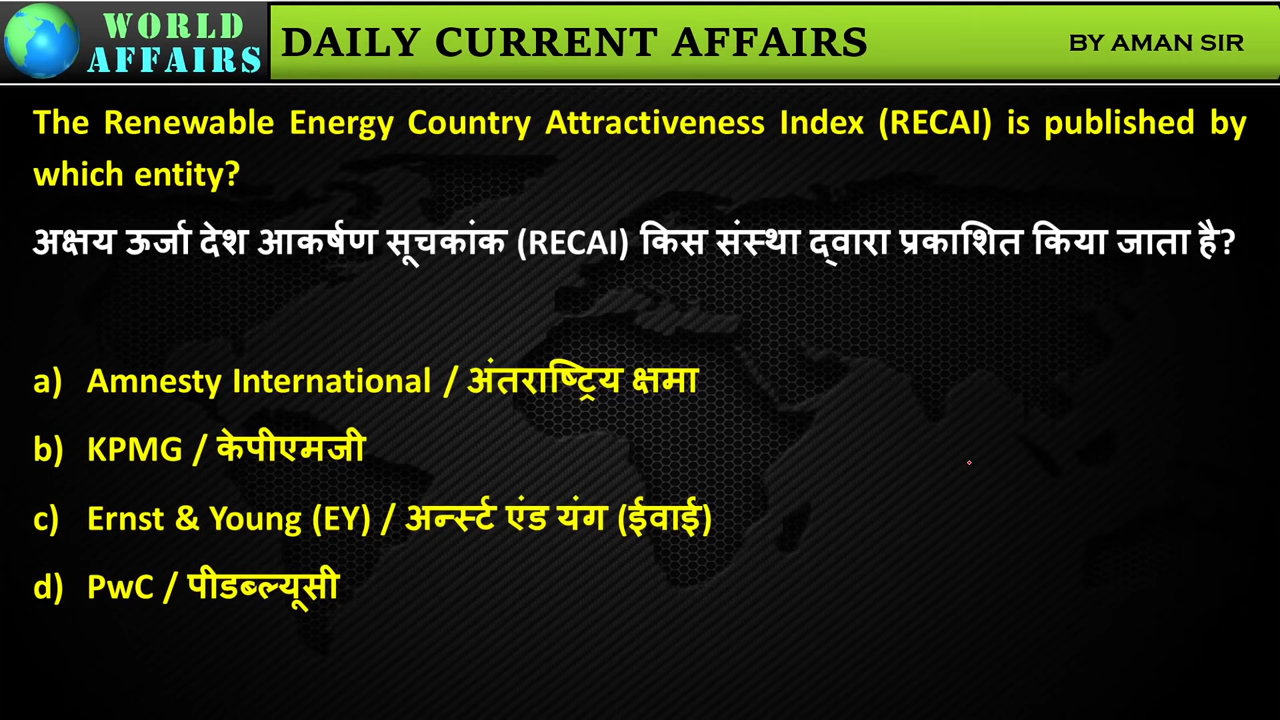 WORLD
AFFAIRS
DAILY CURRENT AFFAIRS
BY AMAN SIR
The Renewable Energy Country Attractiveness Index (RECAI) is published by
which entity?
अक्षय ऊर्जा देश आकर्षण सूचकांक (RECAI) किस संस्था द्वारा प्रकाशित किया जाता है?
a) Amnesty International / अंतराष्ट्रिय क्षमा
b) KPMG / केपीएमजी
c) Ernst & Young (EY) / अर्न्स्ट एंड यंग (ईवाई)
d) PwC / पीडब्ल्यूसी